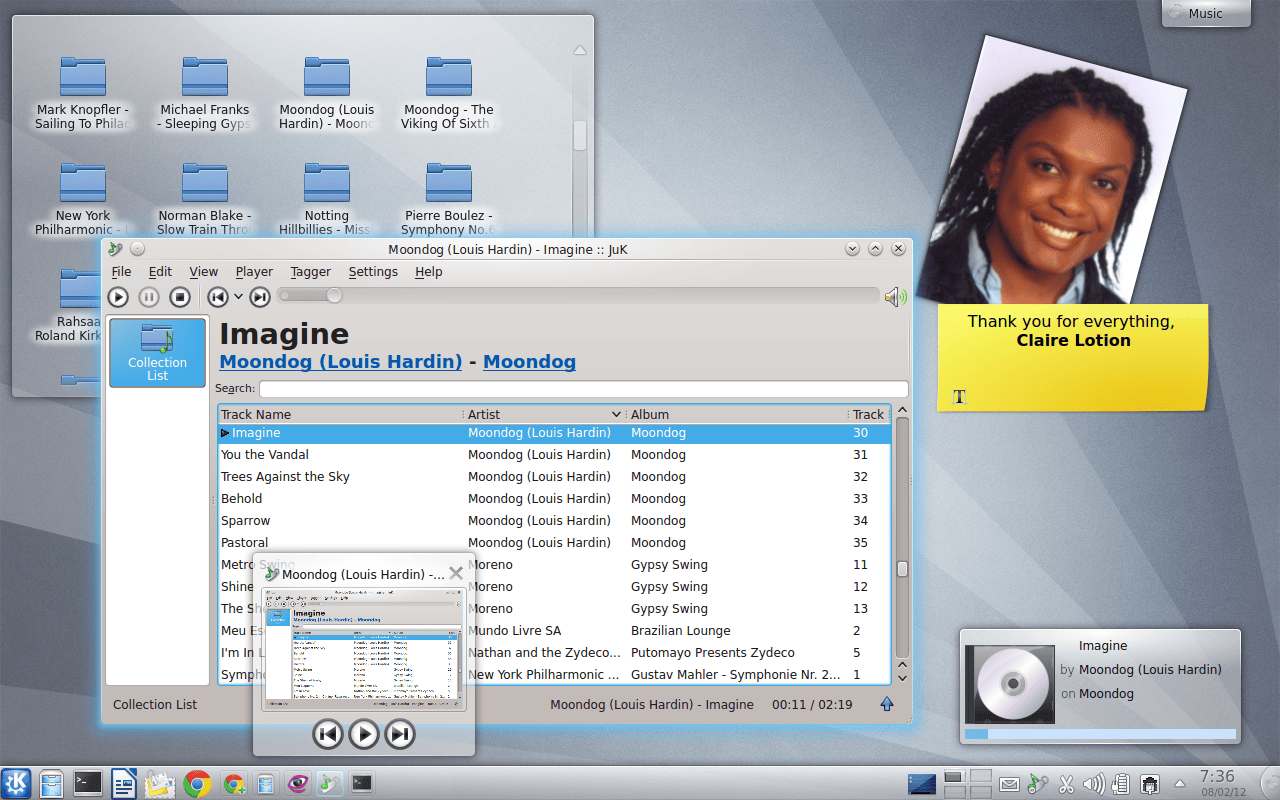 Music
Mark Knopfler -
Sailing To Philac
Michael Franks
- Sleeping Gyps
Moondog (Louis
Hardin) - Moond
Moondog - The
Viking Of Sixth
New York
Philharmonic -
Norman Blake -
Slow Train Thro
Notting
Hillbillies - Miss
Pierre Boulez -
Symphony No.6
Rahsaa
Roland Kirk
Moondog (Louis Hardin) - Imagine :: JuK
File Edit View Player Tagger Settings Help
Collection
List
Imagine
Moondog (Louis Hardin) - Moondog
Search:
Track Name Artist Album Track
Imagine Moondog (Louis Hardin) Moondog 30
You the Vandal Moondog (Louis Hardin) Moondog 31
Trees Against the Sky Moondog (Louis Hardin) Moondog 32
Behold Moondog (Louis Hardin) Moondog 33
Sparrow Moondog (Louis Hardin) Moondog 34
Pastoral Moondog (Louis Hardin) Moondog 35
Metro Swing Moreno Gypsy Swing 11
Shine Moreno Gypsy Swing 12
The Sh Moreno Gypsy Swing 13
Meu Es Mundo Livre SA Brazilian Lounge 2
I'm In L Nathan and the Zydeco... Putomayo Presents Zydeco 5
Sympho New York Philharmonic ... Gustav Mahler - Symphonie Nr. 2... 1
Collection List Moondog (Louis Hardin) - Imagine 00:11 / 02:19
Moondog (Louis Hardin) -...
Imagine
Moondog (Louis Hardin) - Moondog
Thank you for everything,
Claire Lotion
T
Imagine
by Moondog (Louis Hardin)
on Moondog
7:36
08/02/12